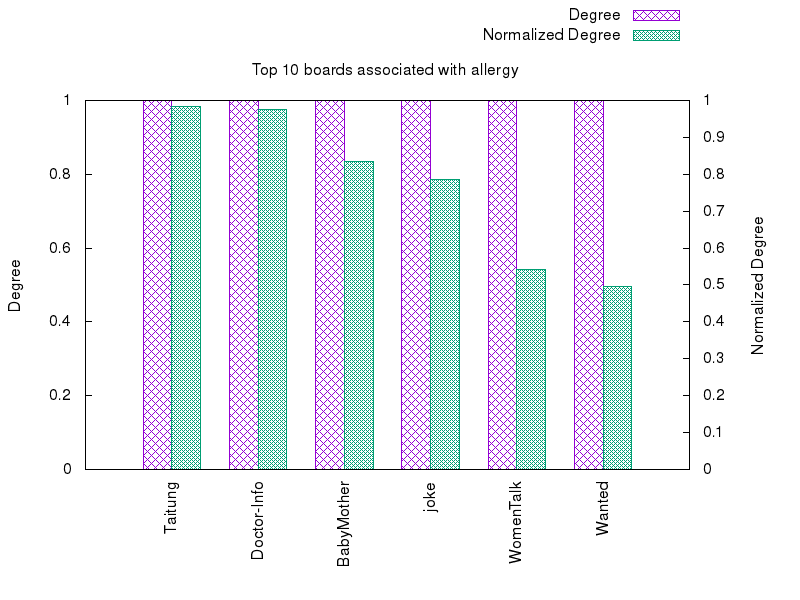 Degree
Normalized Degree
Top 10 boards associated with allergy
1
0.8
0.6
0.4
0.2
0
Degree
1
0.9
0.8
0.7
0.6
0.5
0.4
0.3
0.2
0.1
0
Normalized Degree
Taitung
Doctor-Info
BabyMother
joke
WomenTalk
Wanted